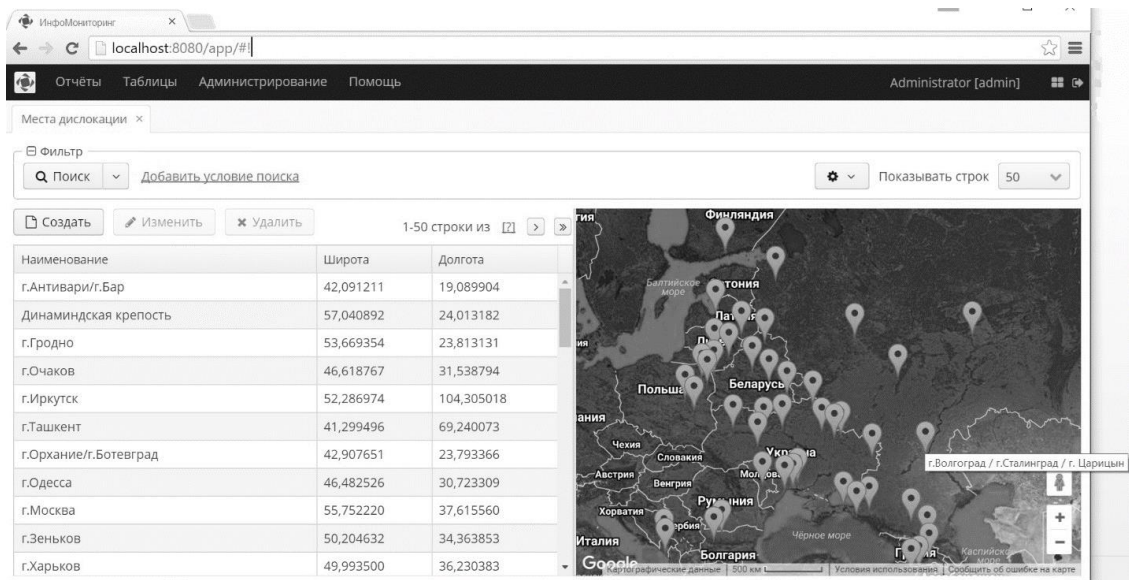 ИнфоМониторинг
localhost:8080/app/#!
Отчёты Таблицы Администрирование Помощь Administrator [admin]
Места дислокации
Фильтр
Поиск Добавить условие поиска Показывать строк 50
Создать Изменить Удалить 1-50 строки из [?]
Наименование Широта Долгота
г.Антивари/г.Бар 42,091211 19,089904
Динаминдская крепость 57,040892 24,013182
г.Гродно 53,669354 23,813131
г.Очаков 46,618767 31,538794
г.Иркутск 52,286974 104,305018
г.Ташкент 41,299496 69,240073
г.Орхание/г.Ботевград 42,907651 23,793366
г.Одесса 46,482526 30,723309
г.Москва 55,752220 37,615560
г.Зеньков 50,204632 34,363853
г.Харьков 49,993500 36,230383
Финляндия
Балтийское
море
тония
Польша
Беларусь
Чехия
Словакия
Австрия
Венгрия
Хорватия
Италия
Болгария
Чёрное море
Каспийское
море
г.Волгоград / г.Сталинград / г. Царицын
Google
Картографические данные 500 км Условия использования Сообщить об ошибке на карте